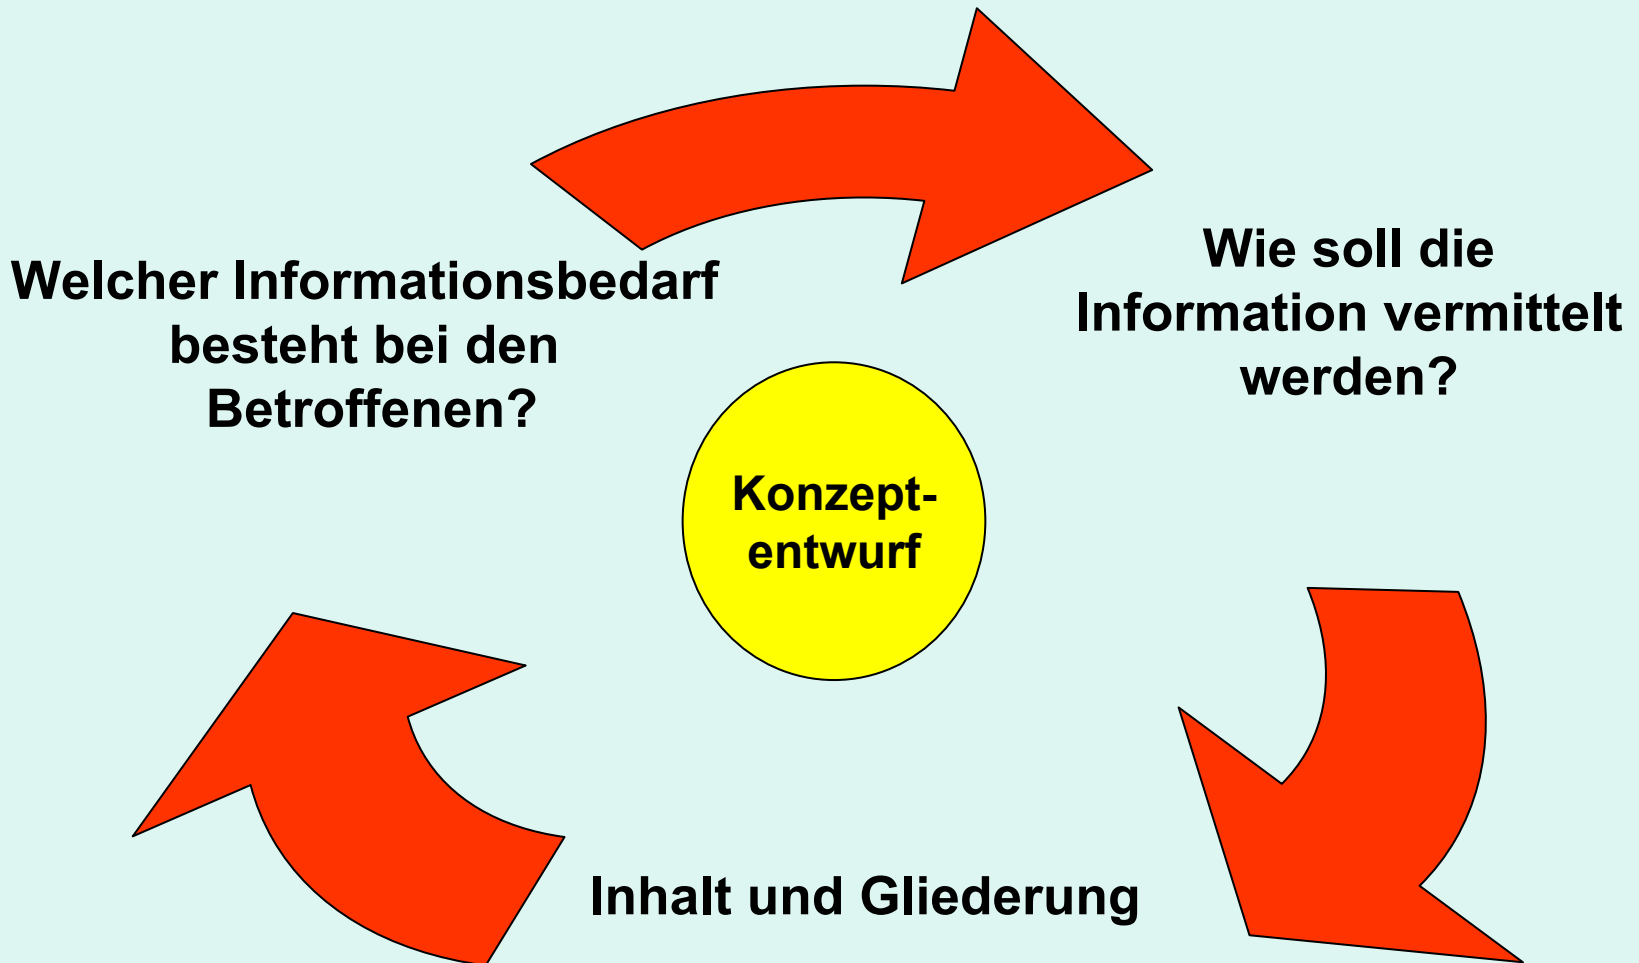 Welcher Informationsbedarf
besteht bei den
Betroffenen?
Wie soll die
Information vermittelt
werden?
Konzept-
entwurf
Inhalt und Gliederung